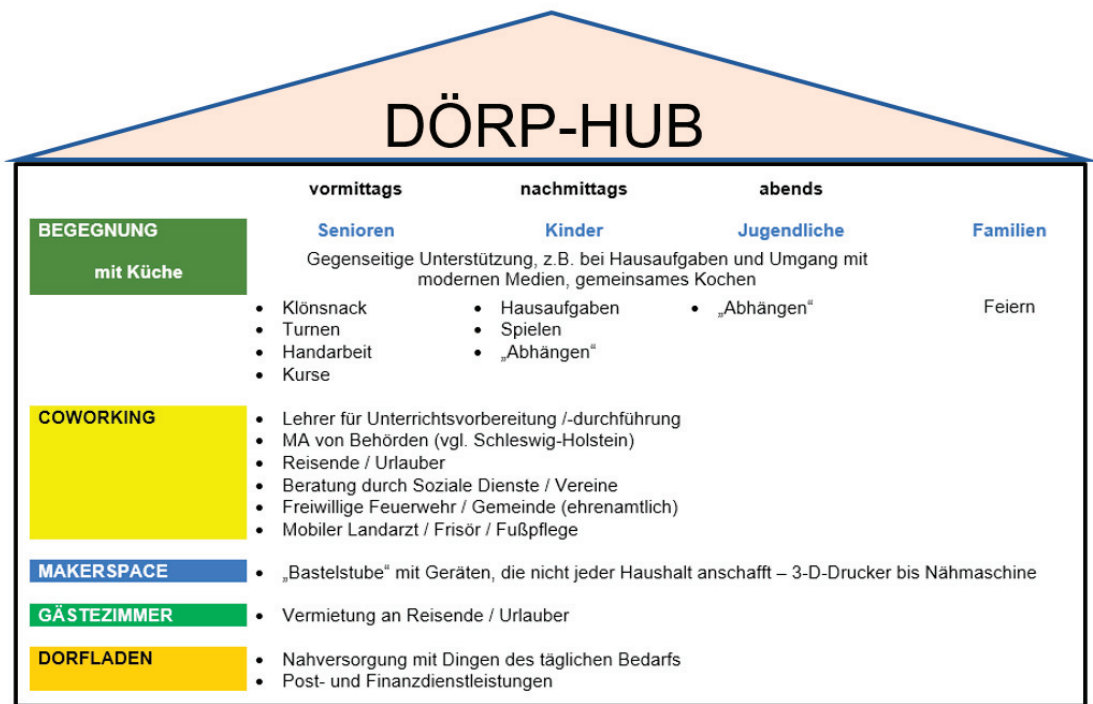 DÖRP-HUB
vormittags nachmittags abends
BEGEGNUNG Senioren Kinder Jugendliche Familien
mit Küche
Gegenseitige Unterstützung, z.B. bei Hausaufgaben und Umgang mit
modernen Medien, gemeinsames Kochen
• Klönsnack • Hausaufgaben • „Abhängen“ Feiern
• Turnen • Spielen
• Handarbeit • „Abhängen“
• Kurse
COWORKING • Lehrer für Unterrichtsvorbereitung /-durchführung
• MA von Behörden (vgl. Schleswig-Holstein)
• Reisende / Urlauber
• Beratung durch Soziale Dienste / Vereine
• Freiwillige Feuerwehr / Gemeinde (ehrenamtlich)
• Mobiler Landarzt / Frisör / Fußpflege
MAKERSPACE • „Bastelstube“ mit Geräten, die nicht jeder Haushalt anschafft – 3-D-Drucker bis Nähmaschine
GÄSTEZIMMER • Vermietung an Reisende / Urlauber
DORFLADEN • Nahversorgung mit Dingen des täglichen Bedarfs
• Post- und Finanzdienstleistungen